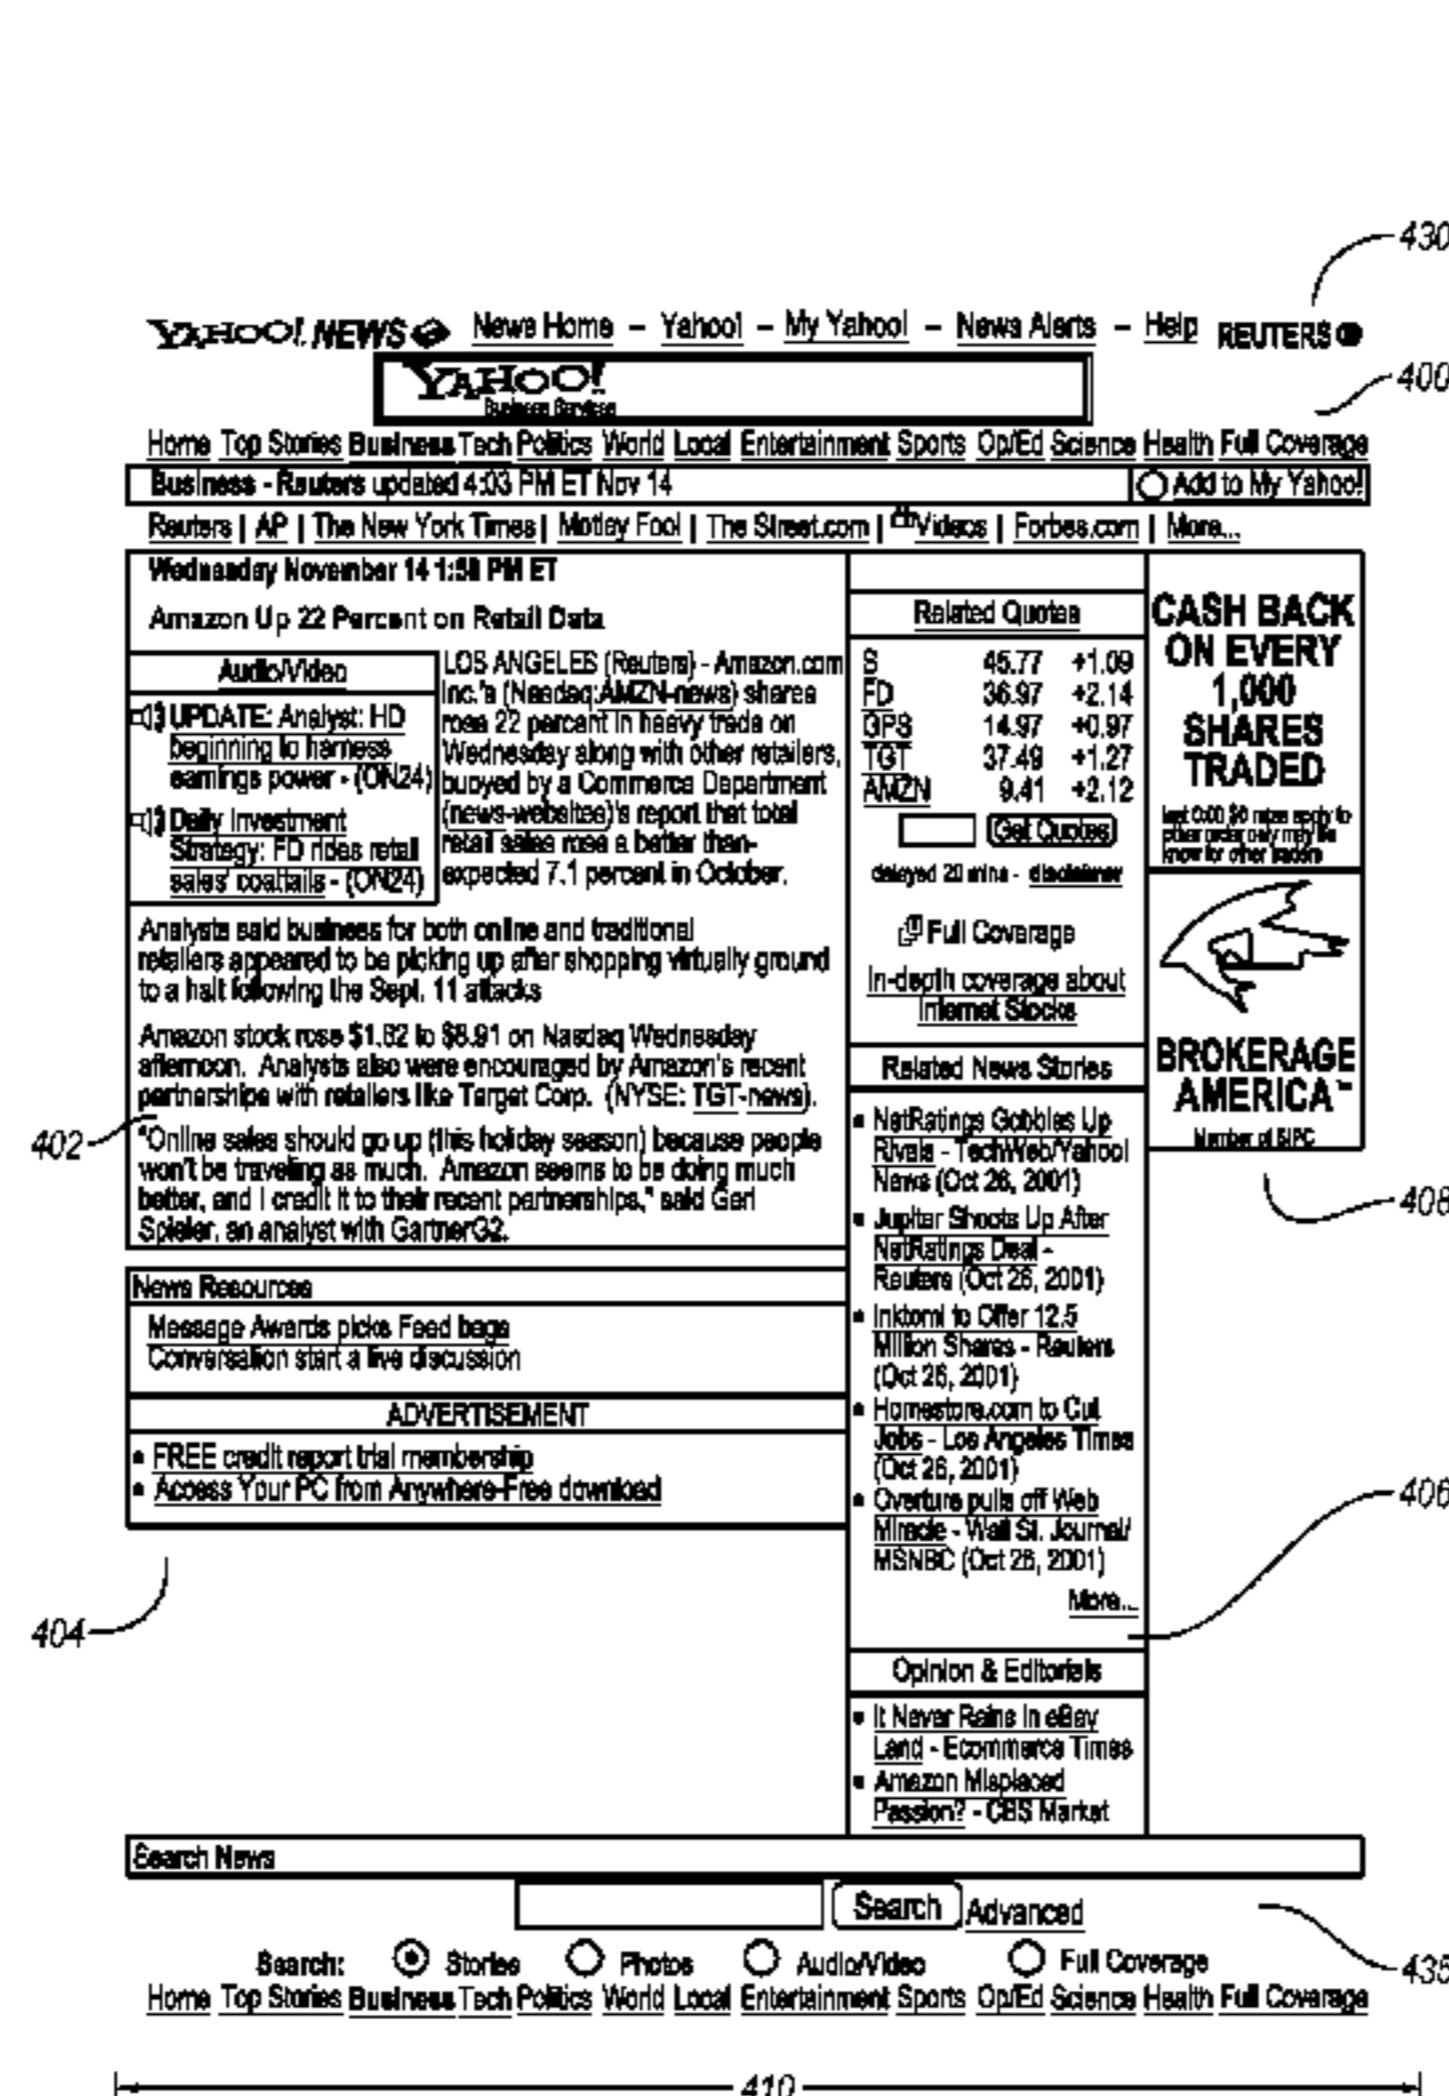 430
YAHOO! NEWS News Home - Yahoo! - My Yahoo! - News Alerts - Help REUTERS
YAHOO!
Business Services
400
Home Top Stories Business Tech Politics World Local Entertainment Sports Op/Ed Science Health Full Coverage
Business - Reuters updated 4:03 PM ET Nov 14
Add to My Yahoo!
Reuters | AP | The New York Times | Motley Fool | The Street.com | Videos | Forbes.com | More...
Wednesday November 14 1:58 PM ET
Amazon Up 22 Percent on Retail Data
Audio/Video
UPDATE: Analyst: HD
beginning to harness
earnings power - (ON24)
Daily Investment
Strategy: FD rides retail
sales' coattails - (ON24)
LOS ANGELES (Reuters) - Amazon.com
Inc.'s (Nasdaq:AMZN-news) shares
rose 22 percent in heavy trade on
Wednesday along with other retailers,
buoyed by a Commerce Department
(news-websites)'s report that total
retail sales rose a better than-
expected 7.1 percent in October.
Analysts said business for both online and traditional
retailers appeared to be picking up after shopping virtually ground
to a halt following the Sept. 11 attacks
Amazon stock rose $1.62 to $8.91 on Nasdaq Wednesday
afternoon. Analysts also were encouraged by Amazon's recent
partnerships with retailers like Target Corp. (NYSE: TGT-news).
402
"Online sales should go up (this holiday season) because people
won't be traveling as much. Amazon seems to be doing much
better, and I credit it to their recent partnerships," said Geri
Spieler, an analyst with GartnerG2.
News Resources
Message Awards picks Feed bags
Conversation start a live discussion
ADVERTISEMENT
• FREE credit report trial membership
• Access Your PC from Anywhere-Free download
404
Related Quotes
S 45.77 +1.09
FD 36.97 +2.14
GPS 14.97 +0.97
TGT 37.49 +1.27
AMZN 9.41 +2.12
Get Quotes
delayed 20 mins - disclaimer
Full Coverage
In-depth coverage about
Internet Stocks
Related News Stories
• NetRatings Gobbles Up
Rivals - TechWeb/Yahoo!
News (Oct 26, 2001)
• Jupiter Shoots Up After
NetRatings Deal -
Reuters (Oct 26, 2001)
• Inktomi to Offer 12.5
Million Shares - Reuters
(Oct 26, 2001)
• Homestore.com to Cut
Jobs - Los Angeles Times
(Oct 26, 2001)
• Overture pulls off Web
Miracle - Wall St. Journal/
MSNBC (Oct 26, 2001)
More...
406
Opinion & Editorials
• It Never Rains In eBay
Land - Ecommerce Times
• Amazon Misplaced
Passion? - CBS Market
CASH BACK
ON EVERY
1,000
SHARES
TRADED
BROKERAGE
AMERICA™
Member of SIPC
408
Search News
Search Advanced
Search: Stories Photos Audio/Video Full Coverage
435
Home Top Stories Business Tech Politics World Local Entertainment Sports Op/Ed Science Health Full Coverage
410